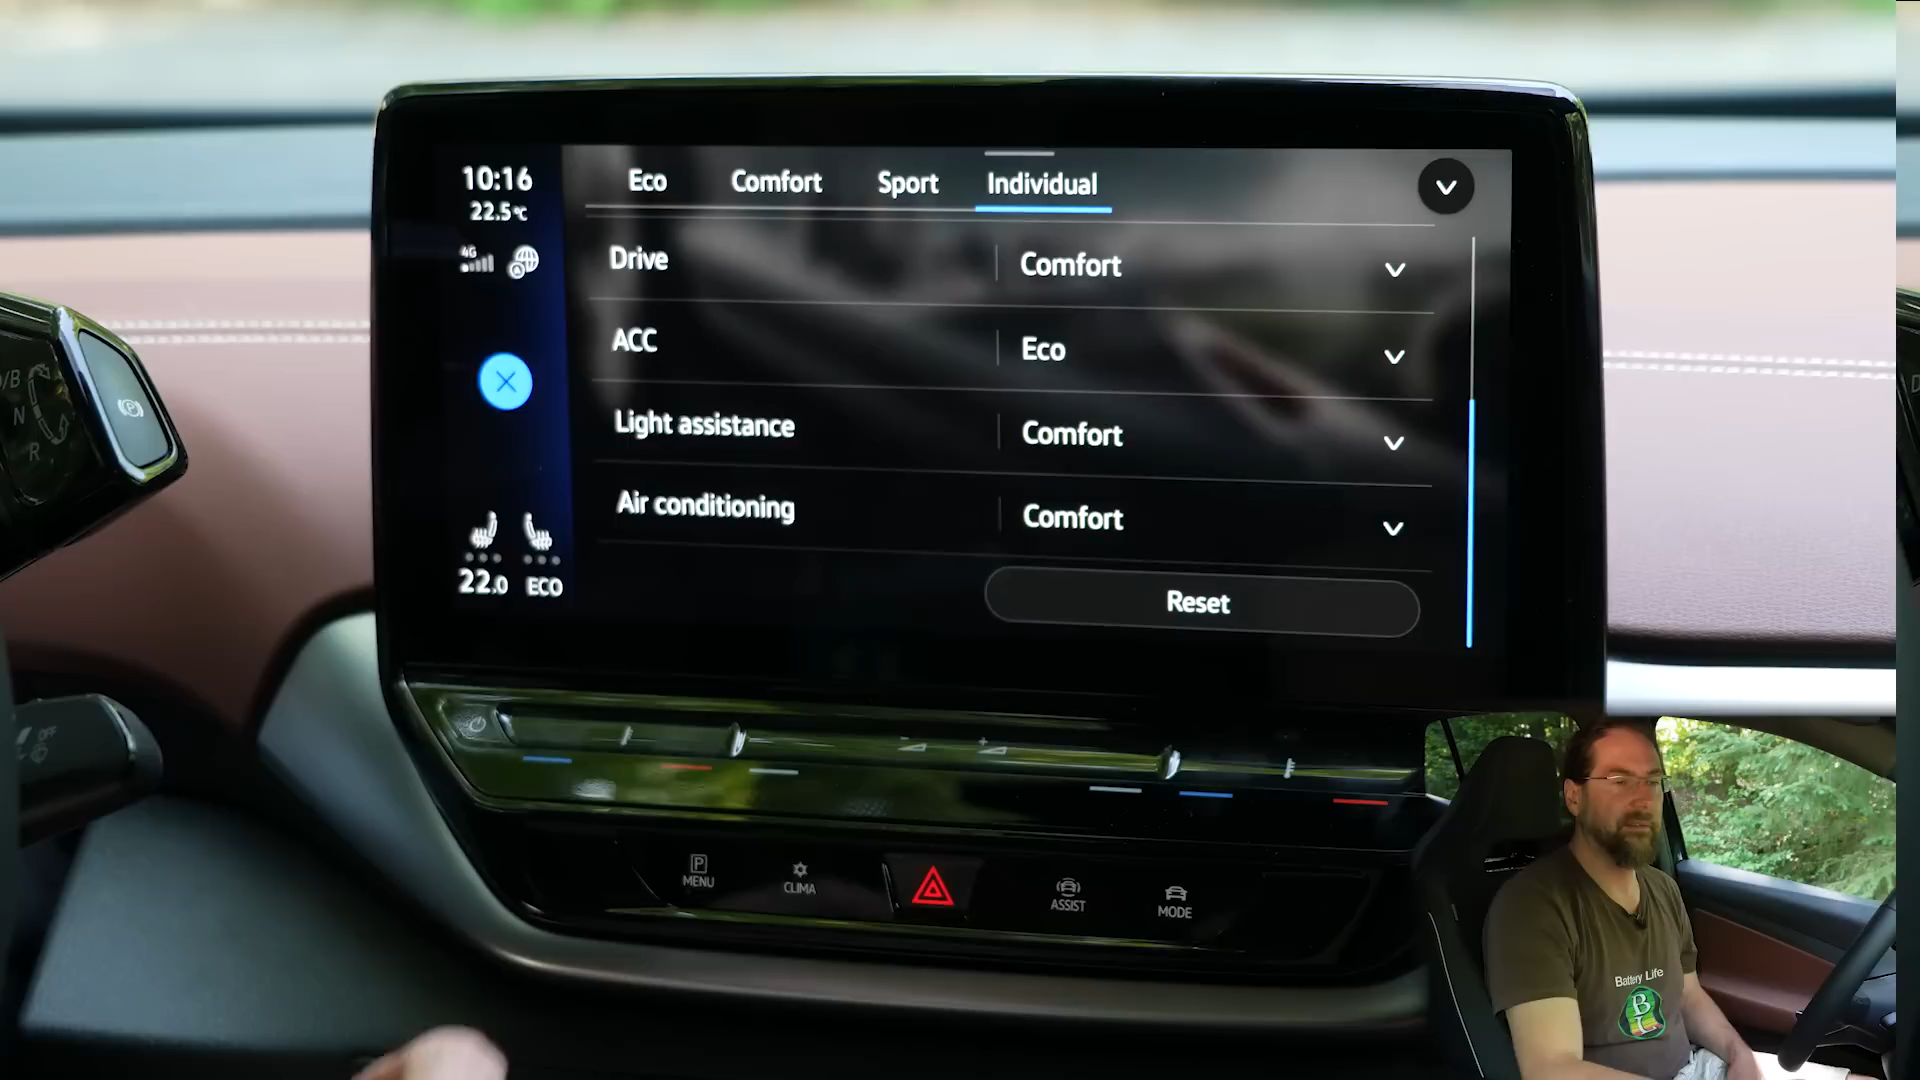 10:16
22.5°C
4G
Eco Comfort Sport Individual
Drive Comfort
ACC Eco
Light assistance Comfort
Air conditioning Comfort
Reset
22.0 ECO
D/B
N
R
P
OFF
P
MENU
CLIMA
ASSIST
MODE
Battery Life
B
L